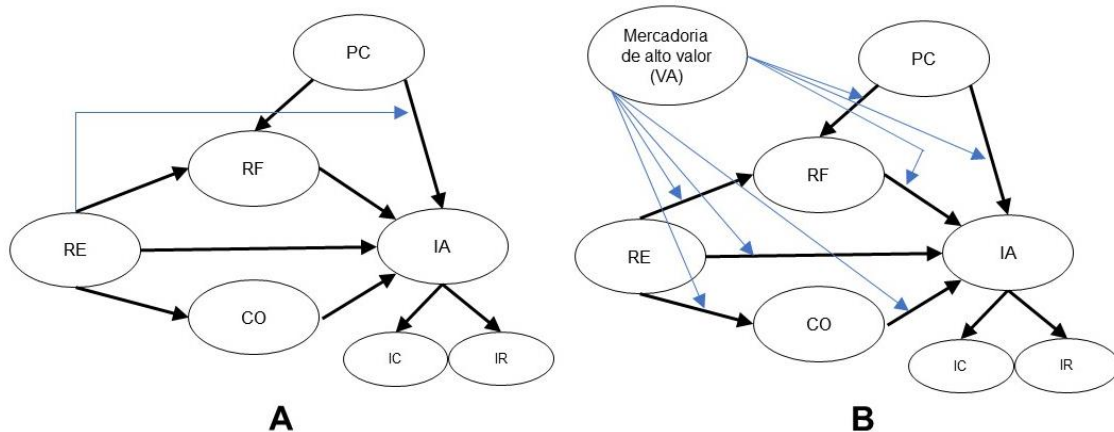 PC
RF
RE
IA
CO
IC
IR
A
Mercadoria
de alto valor
(VA)
PC
RF
RE
IA
CO
IC
IR
B